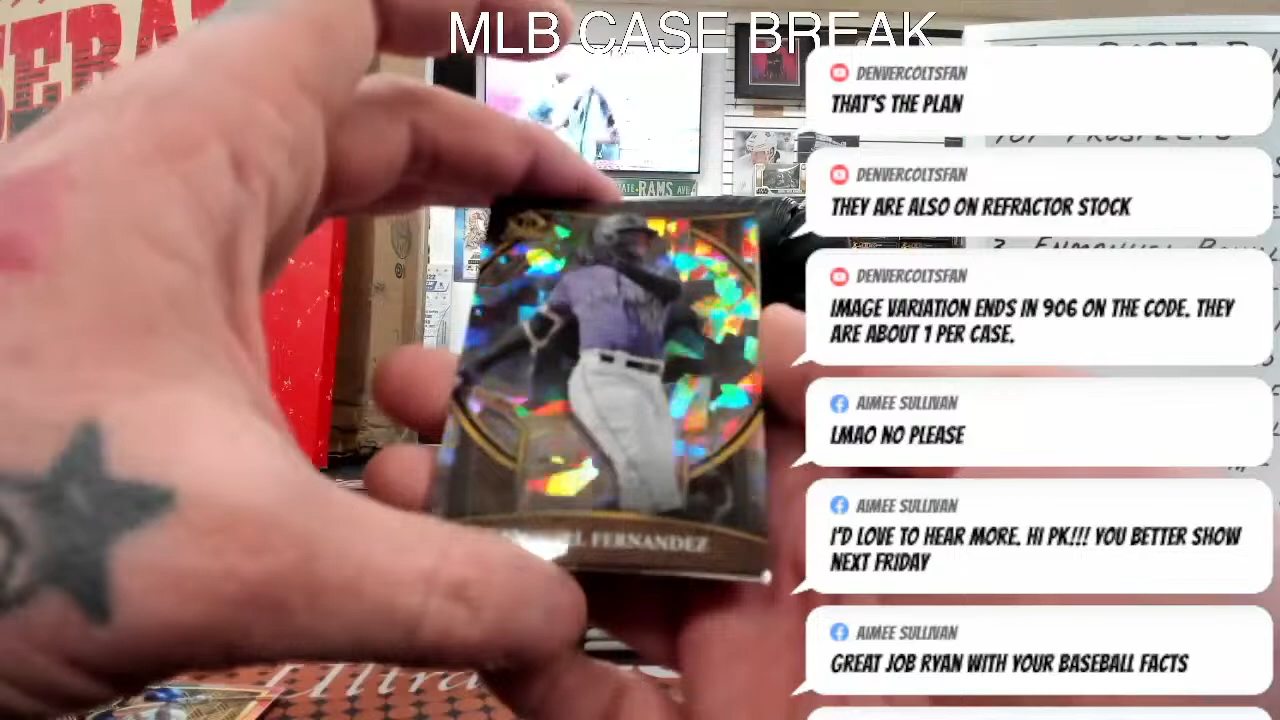 MLB CASE BREAK
DENVERCOLTSFAN
THAT'S THE PLAN
DENVERCOLTSFAN
THEY ARE ALSO ON REFRACTOR STOCK
DENVERCOLTSFAN
IMAGE VARIATION ENDS IN 906 ON THE CODE. THEY
ARE ABOUT 1 PER CASE.
AIMEE SULLIVAN
LMAO NO PLEASE
AIMEE SULLIVAN
I'D LOVE TO HEAR MORE. HI PK!!! YOU BETTER SHOW
NEXT FRIDAY
AIMEE SULLIVAN
GREAT JOB RYAN WITH YOUR BASEBALL FACTS
RAMS AVE
FERNANDEZ
Ultra